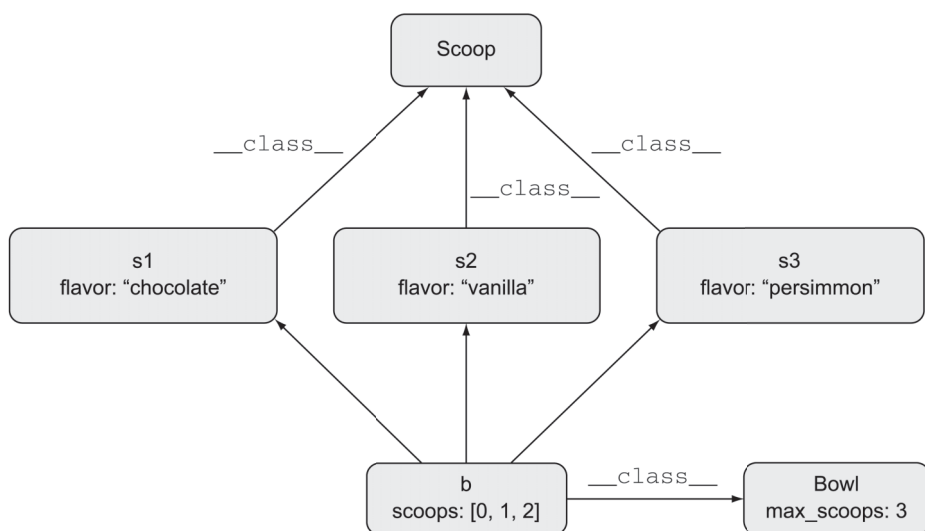 Scoop
__class__
__class__
__class__
s1
flavor: “chocolate”
s2
flavor: “vanilla”
s3
flavor: “persimmon”
b
scoops: [0, 1, 2]
__class__
Bowl
max_scoops: 3